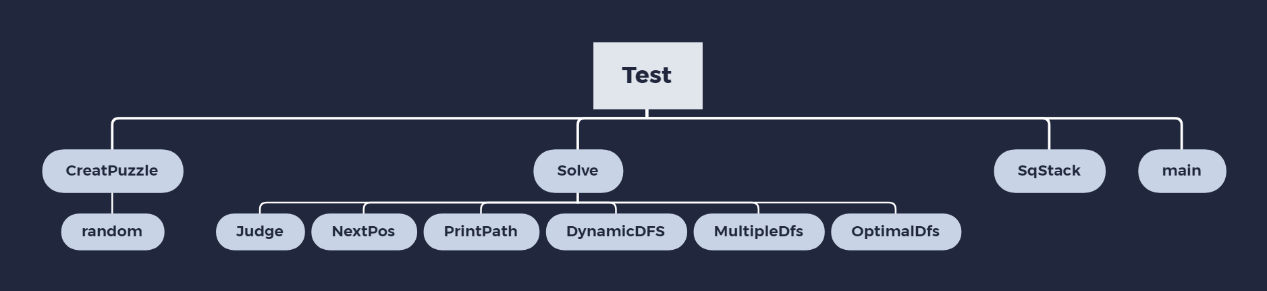 Test
CreatPuzzle
Solve
SqStack
main
random
Judge
NextPos
PrintPath
DynamicDFS
MultipleDfs
OptimalDfs